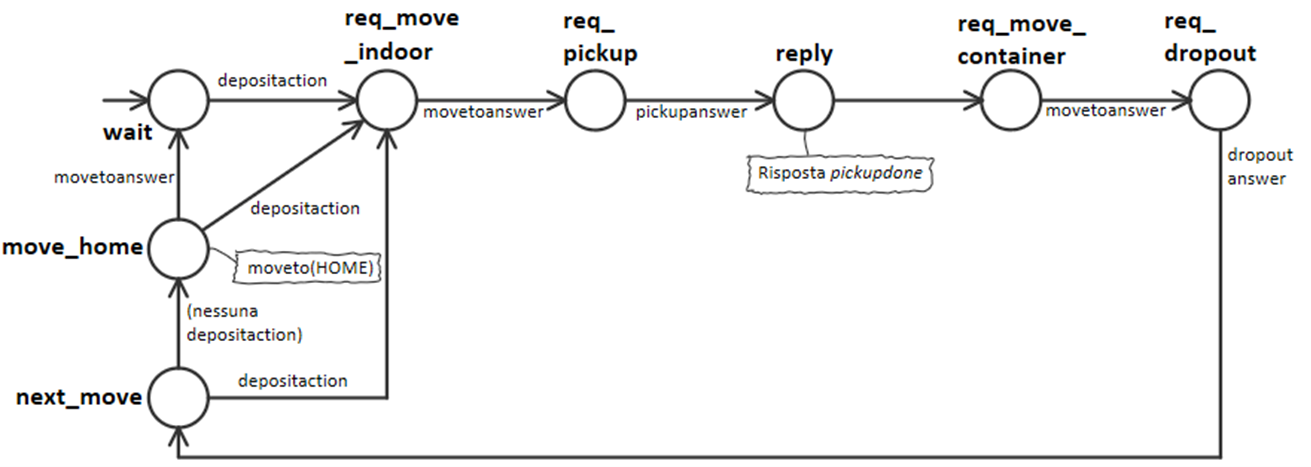 req_move
_indoor
req_
pickup
reply
req_move_
container
req_
dropout
depositaction
movetoanswer
pickupanswer
movetoanswer
wait
Risposta pickupdone
dropout
answer
movetoanswer
depositaction
move_home
moveto(HOME)
(nessuna
depositaction)
depositaction
next_move